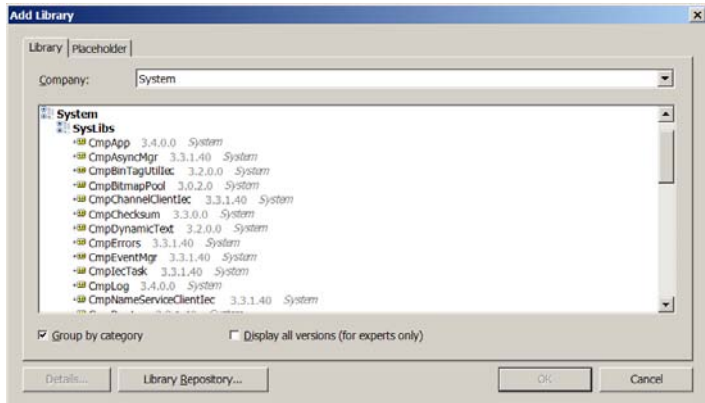 Add Library
Library Placeholder
Company: System
System
SysLibs
CmpApp 3.4.0.0 System
CmpAsyncMgr 3.3.1.40 System
CmpBinTagUtilIec 3.2.0.0 System
CmpBitmapPool 3.0.2.0 System
CmpChannelClientIec 3.3.1.40 System
CmpChecksum 3.3.0.0 System
CmpDynamicText 3.2.0.0 System
CmpErrors 3.3.1.40 System
CmpEventMgr 3.3.1.40 System
CmpIecTask 3.3.1.40 System
CmpLog 3.4.0.0 System
CmpNameServiceClientIec 3.3.1.40 System
Group by category Display all versions (for experts only)
Details... Library Repository... OK Cancel